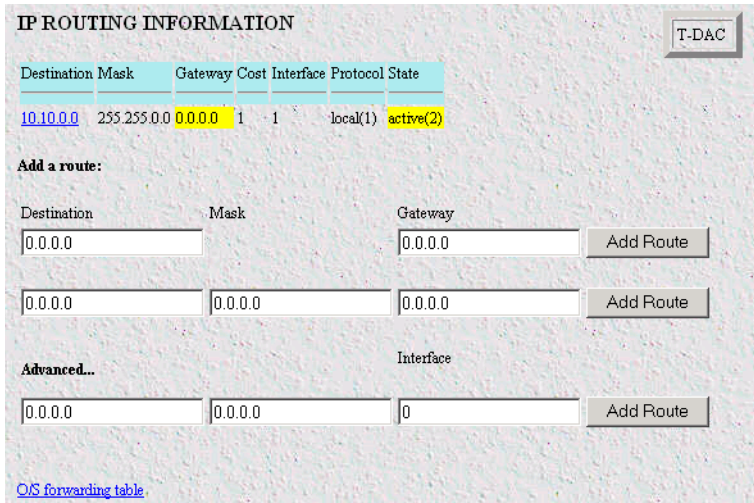 IP ROUTING INFORMATION
T-DAC
Destination Mask Gateway Cost Interface Protocol State
10.10.0.0 255.255.0.0 0.0.0.0 1 1 local(1) active(2)
Add a route:
Destination Mask Gateway
0.0.0.0 0.0.0.0 Add Route
0.0.0.0 0.0.0.0 0.0.0.0 Add Route
Advanced... Interface
0.0.0.0 0.0.0.0 0 Add Route
O/S forwarding table